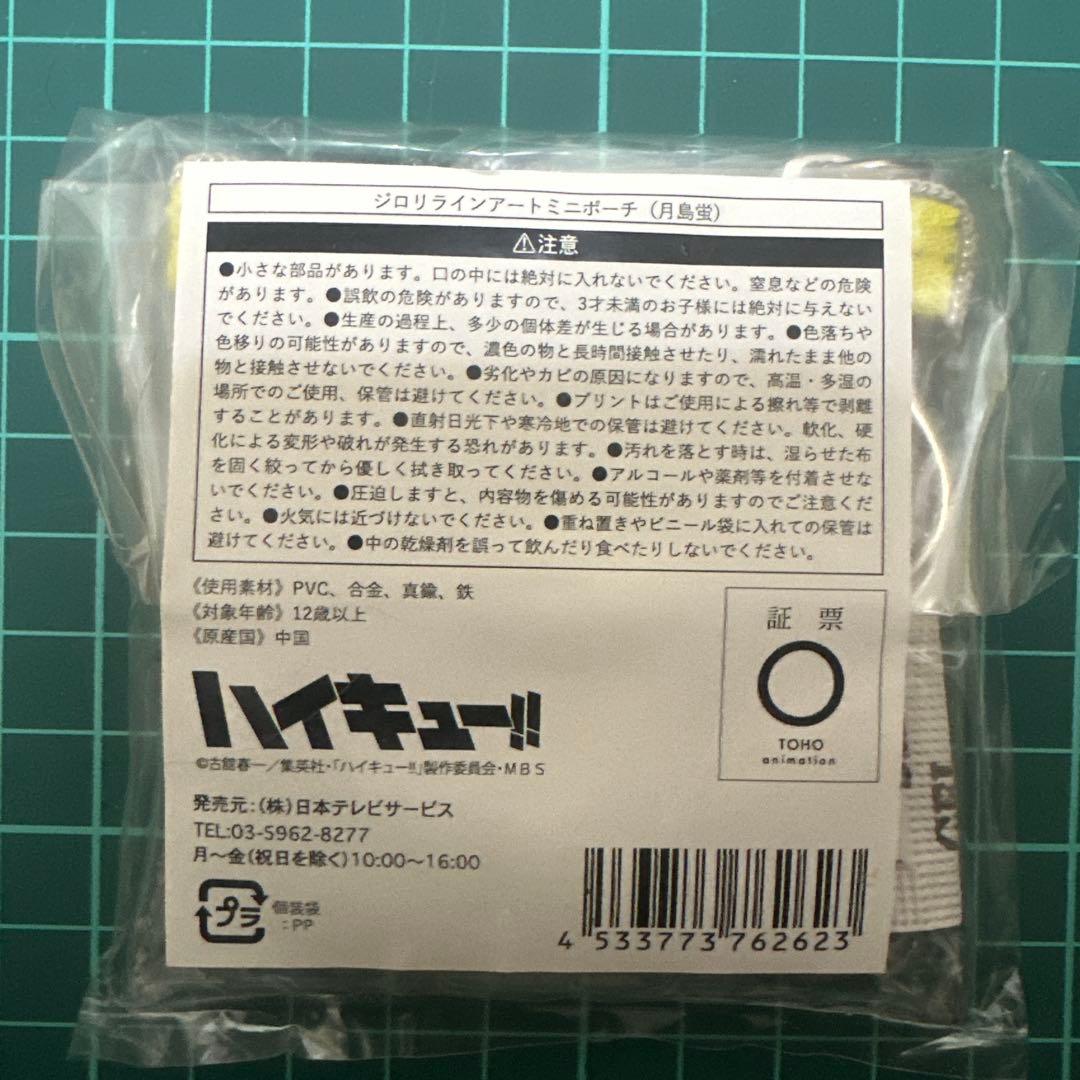 ジロリラインアートミニポーチ（月島蛍）
⚠注意
●小さな部品があります。口の中には絶対に入れないでください。窒息などの危険
があります。●誤飲の危険がありますので、3才未満のお子様には絶対に与えない
でください。●生産の過程上、多少の個体差が生じる場合があります。●色落ちや
色移りの可能性がありますので、濃色の物と長時間接触させたり、濡れたまま他の
物と接触させないでください。●劣化やカビの原因になりますので、高温・多湿の
場所でのご使用、保管は避けてください。●プリントはご使用による擦れ等で剥離
することがあります。●直射日光下や寒冷地での保管は避けてください。軟化、硬
化による変形や破れが発生する恐れがあります。●汚れを落とす時は、湿らせた布
を固く絞ってから優しく拭き取ってください。●アルコールや薬剤等を付着させな
いでください。●圧迫しますと、内容物を傷める可能性がありますのでご注意くだ
さい。●火気には近づけないでください。●重ね置きやビニール袋に入れての保管は
避けてください。●中の乾燥剤を誤って飲んだり食べたりしないでください。
《使用素材》PVC、合金、真鍮、鉄
《対象年齢》12歳以上
《原産国》中国
証 票
TOHO
animation
ハイキュー!!
©古舘春一／集英社・「ハイキュー!!」製作委員会・MBS
発売元：(株)日本テレビサービス
TEL:03-5962-8277
月〜金(祝日を除く)10:00〜16:00
プラ
個装袋
：PP
4 533773 762623